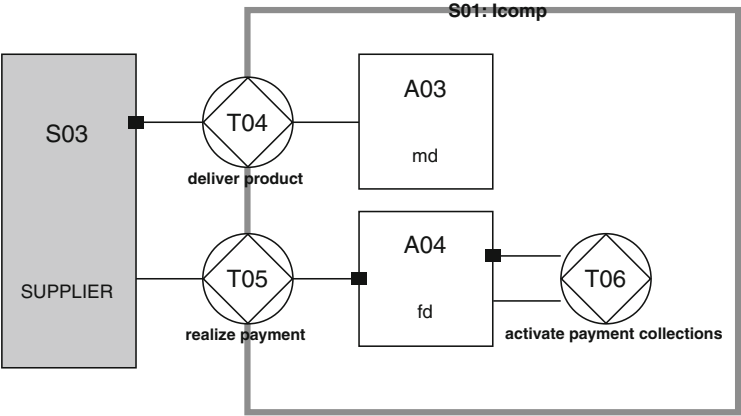 S01: Icomp
S03
SUPPLIER
T04
deliver product
A03
md
T05
realize payment
A04
fd
T06
activate payment collections